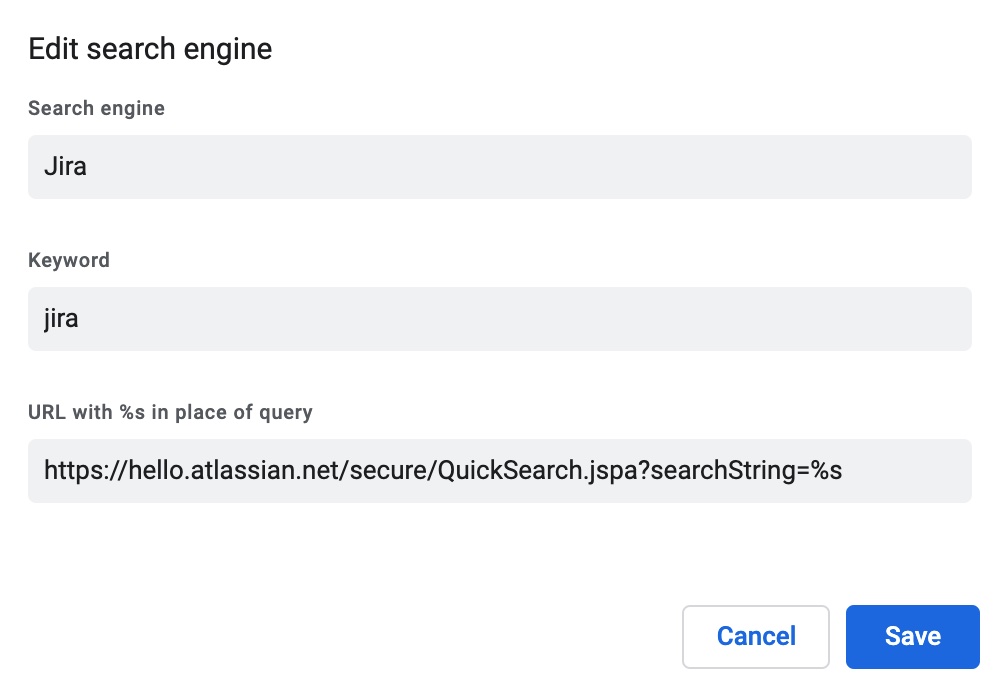 Edit search engine
Search engine
Jira
Keyword
jira
URL with %s in place of query
https://hello.atlassian.net/secure/QuickSearch.jspa?searchString=%s
Cancel Save